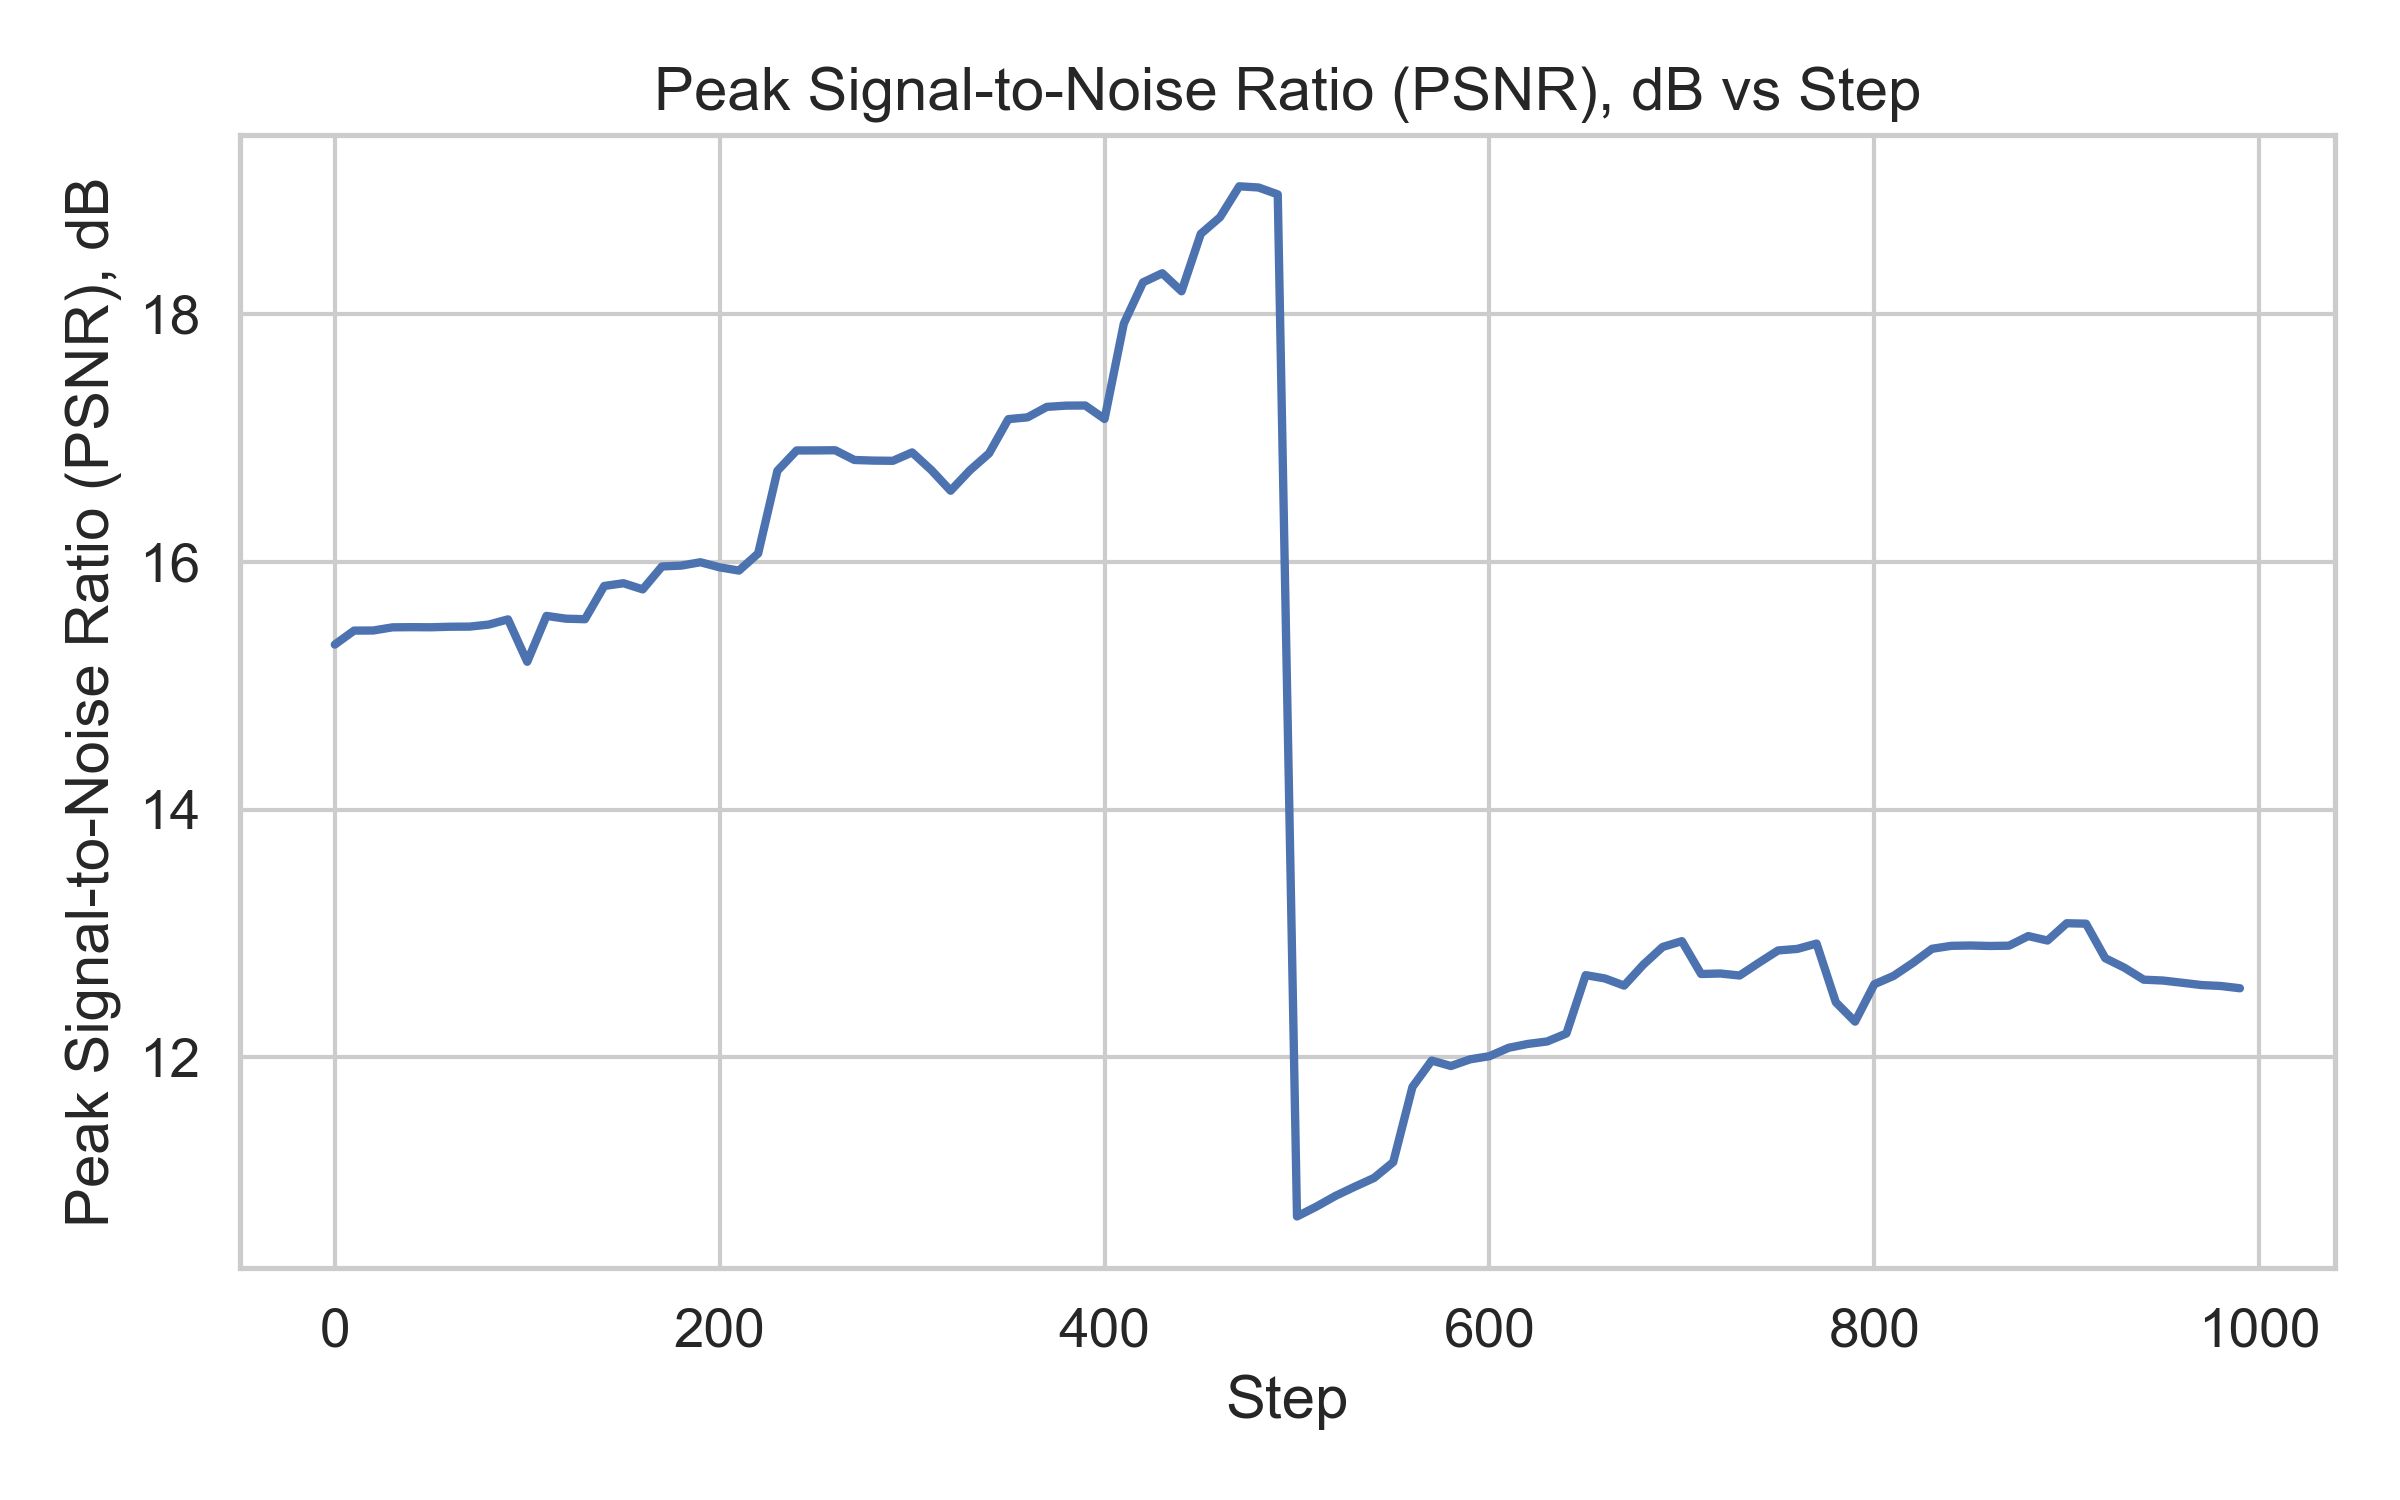 Peak Signal-to-Noise Ratio (PSNR), dB vs Step
Peak Signal-to-Noise Ratio (PSNR), dB
18
16
14
12
0 200 400 600 800 1000
Step